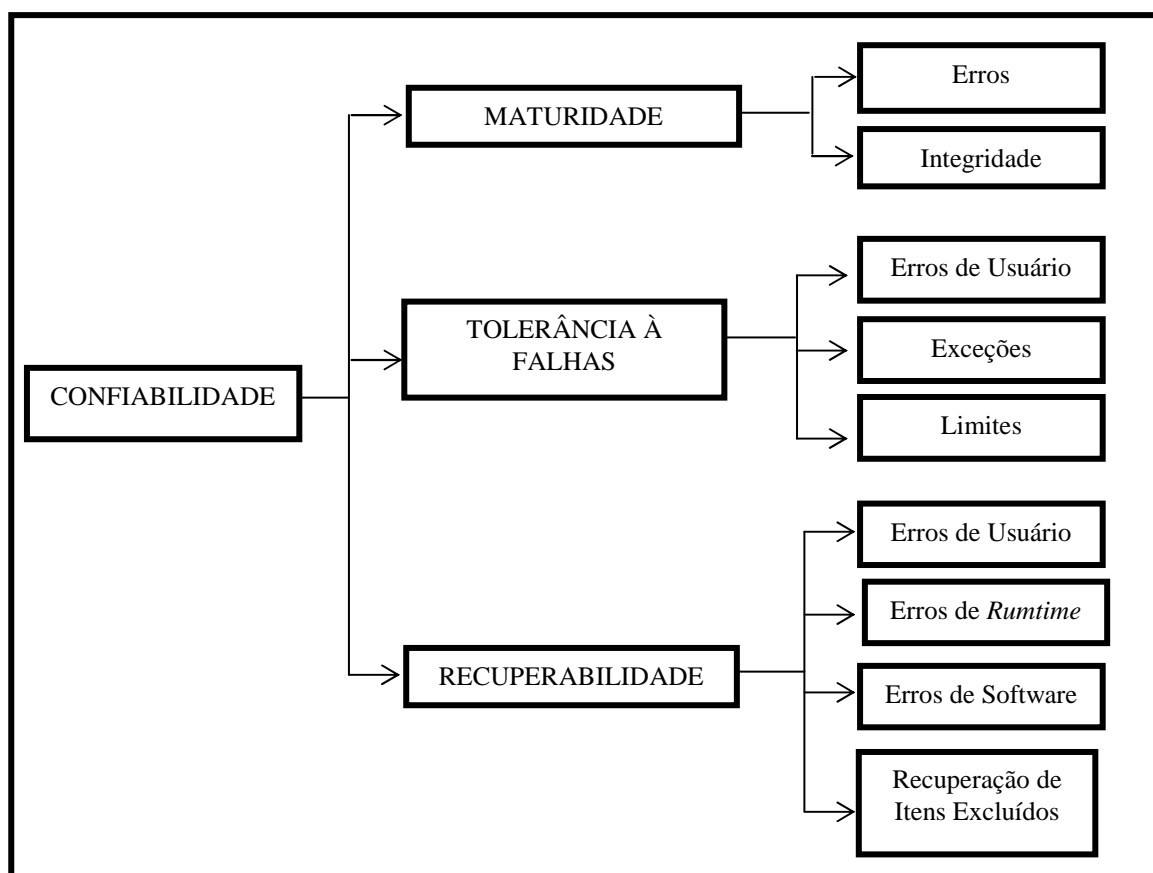 CONFIABILIDADE
MATURIDADE
Erros
Integridade
TOLERÂNCIA À
FALHAS
Erros de Usuário
Exceções
Limites
RECUPERABILIDADE
Erros de Usuário
Erros de Rumtime
Erros de Software
Recuperação de
Itens Excluídos